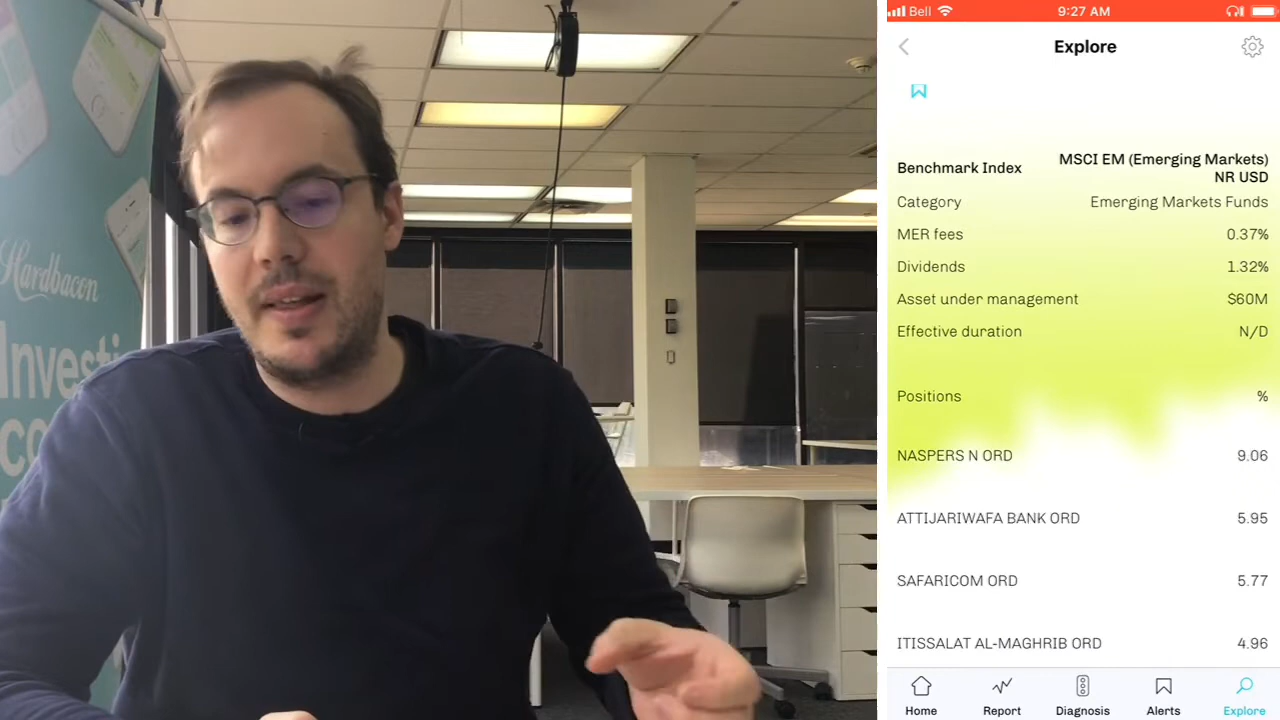 Hardbacon
Investi
co
Bell
9:27 AM
Explore
Benchmark Index
MSCI EM (Emerging Markets)
NR USD
Category Emerging Markets Funds
MER fees 0.37%
Dividends 1.32%
Asset under management $60M
Effective duration N/D
Positions %
NASPERS N ORD 9.06
ATTIJARIWAFA BANK ORD 5.95
SAFARICOM ORD 5.77
ITISSALAT AL-MAGHRIB ORD 4.96
Home Report Diagnosis Alerts Explore